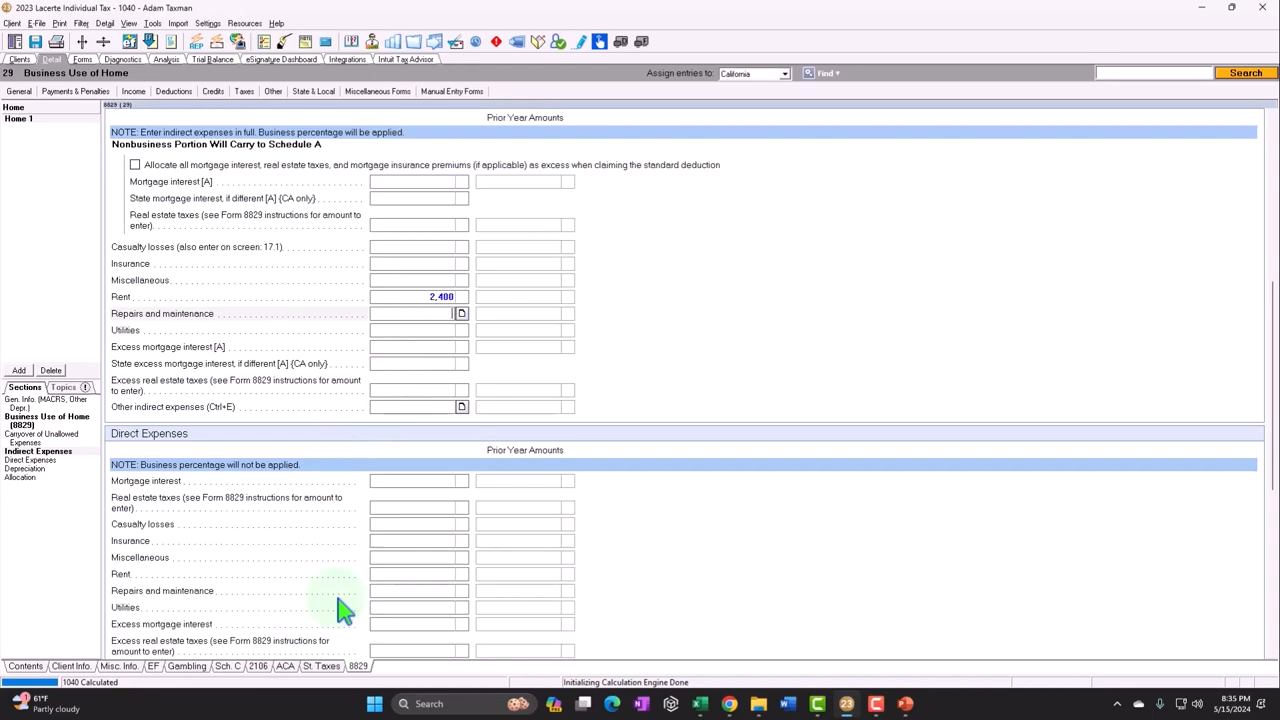 2023 Lacerte Individual Tax - 1040 - Adam Taxman
Client E-File Print Filter Detail View Tools Import Settings Resources Help
Clients Detail Forms Diagnostics Analysis Trial Balance eSignature Dashboard Integrations Intuit Tax Advisor
29 Business Use of Home Assign entries to: California Find Search
General Payments & Penalties Income Deductions Credits Taxes Other State & Local Miscellaneous Forms Manual Entry Forms
Home
Home 1
Add Delete
Sections Topics
Gen. Info. (MACRS, Other
Depr.)
Business Use of Home
(8829)
Carryover of Unallowed
Expenses
Indirect Expenses
Direct Expenses
Depreciation
Allocation
8829 (29)
Prior Year Amounts
NOTE: Enter indirect expenses in full. Business percentage will be applied.
Nonbusiness Portion Will Carry to Schedule A
Allocate all mortgage interest, real estate taxes, and mortgage insurance premiums (if applicable) as excess when claiming the standard deduction
Mortgage interest [A]
State mortgage interest, if different [A] {CA only}
Real estate taxes (see Form 8829 instructions for amount to
enter)
Casualty losses (also enter on screen: 17.1)
Insurance
Miscellaneous
Rent 2,400
Repairs and maintenance
Utilities
Excess mortgage interest [A]
State excess mortgage interest, if different [A] {CA only}
Excess real estate taxes (see Form 8829 instructions for amount
to enter)
Other indirect expenses (Ctrl+E)
Direct Expenses
Prior Year Amounts
NOTE: Business percentage will not be applied.
Mortgage interest
Real estate taxes (see Form 8829 instructions for amount to
enter)
Casualty losses
Insurance
Miscellaneous
Rent
Repairs and maintenance
Utilities
Excess mortgage interest
Excess real estate taxes (see Form 8829 instructions for
amount to enter)
Contents Client Info. Misc. Info. EF Gambling Sch. C 2106 ACA St. Taxes 8829
1040 Calculated Initializing Calculation Engine Done
61°F
Partly cloudy
Search
8:35 PM
5/15/2024